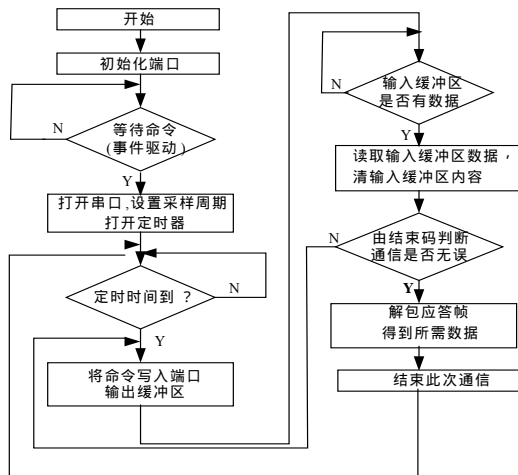 开始
初始化端口
N
等待命令
(事件驱动)
Y
打开串口,设置采样周期
打开定时器
定时时间到 ?
N
Y
将命令写入端口
输出缓冲区
输入缓冲区
是否有数据
N
Y
读取输入缓冲区数据，
清输入缓冲区内容
N
由结束码判断
通信是否无误
Y
解包应答帧
得到所需数据
结束此次通信